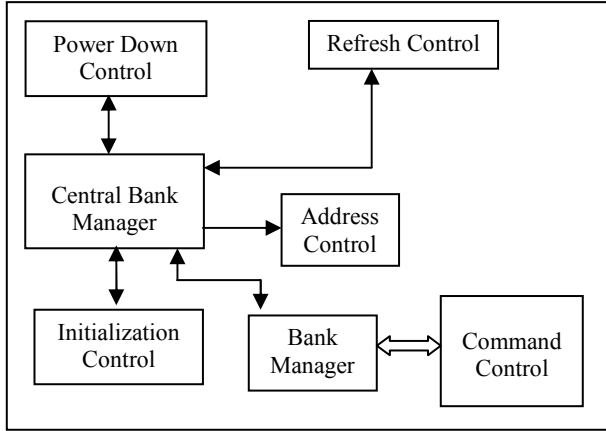 Power Down
Control
Refresh Control
Central Bank
Manager
Address
Control
Initialization
Control
Bank
Manager
Command
Control